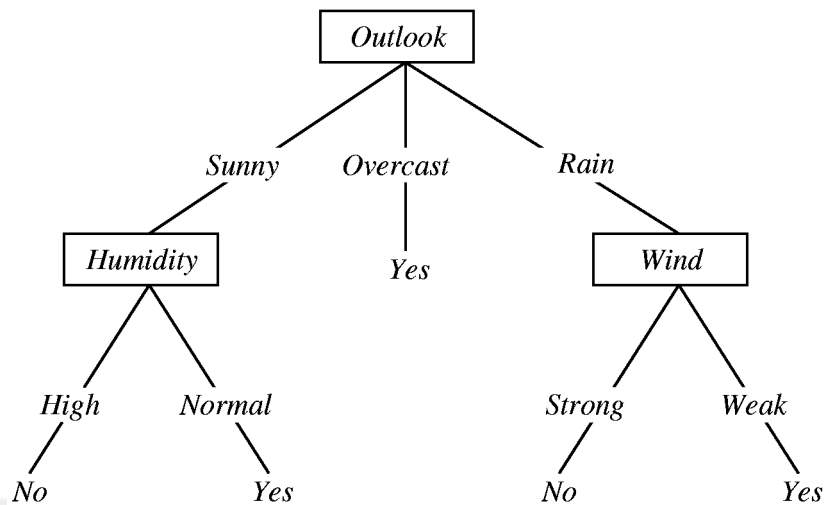 Outlook
Sunny Overcast Rain
Humidity Yes Wind
High Normal Strong Weak
No Yes No Yes